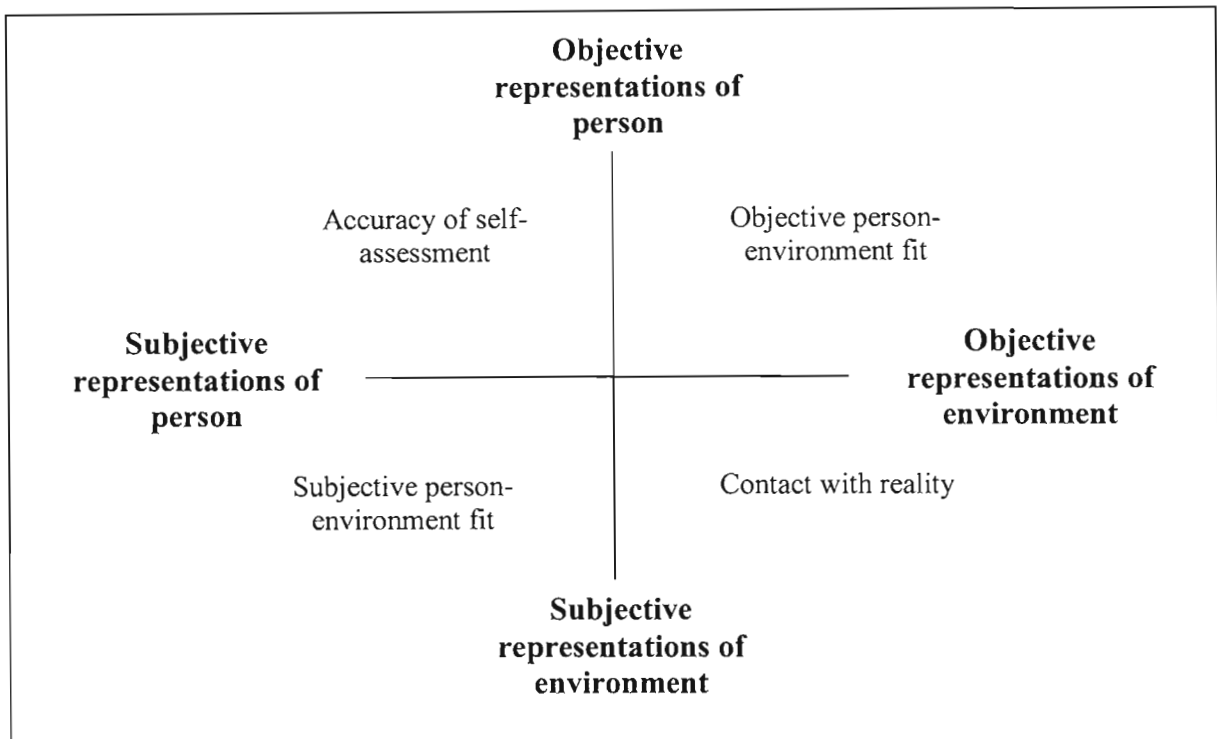 Objective
representations of
person
Accuracy of self-
assessment
Objective person-
environment fit
Subjective
representations of
person
Objective
representations of
environment
Subjective person-
environment fit
Contact with reality
Subjective
representations of
environment